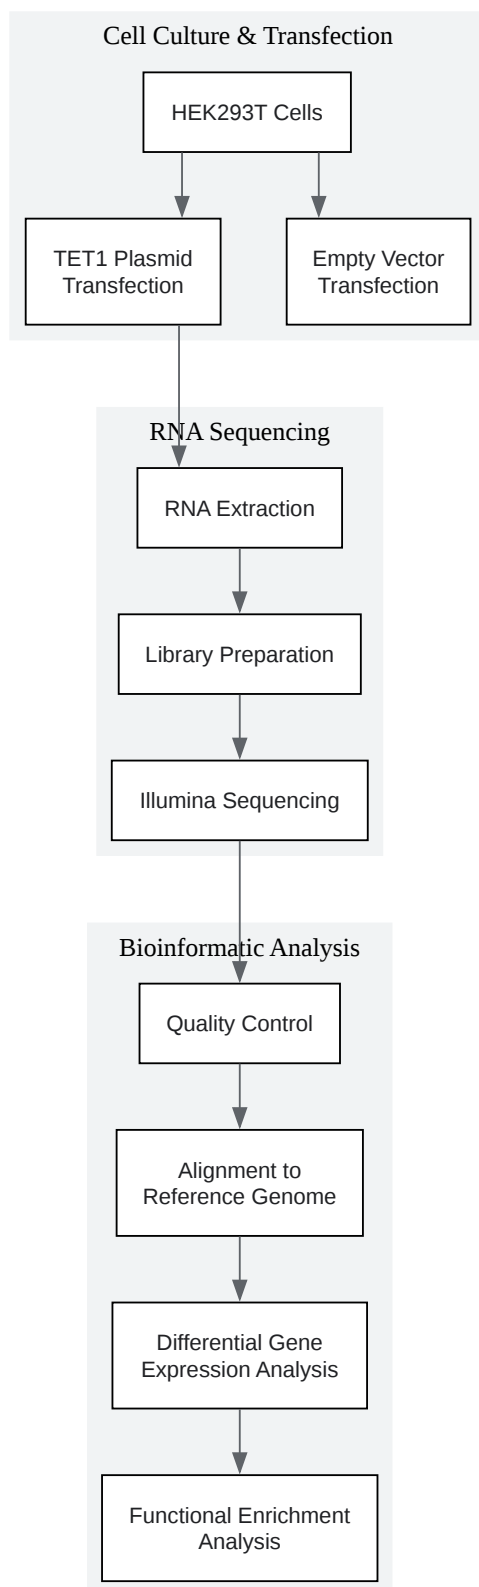 Cell Culture & Transfection
HEK293T Cells
TET1 Plasmid
Transfection
Empty Vector
Transfection
RNA Sequencing
RNA Extraction
Library Preparation
Illumina Sequencing
Bioinformatic Analysis
Quality Control
Alignment to
Reference Genome
Differential Gene
Expression Analysis
Functional Enrichment
Analysis